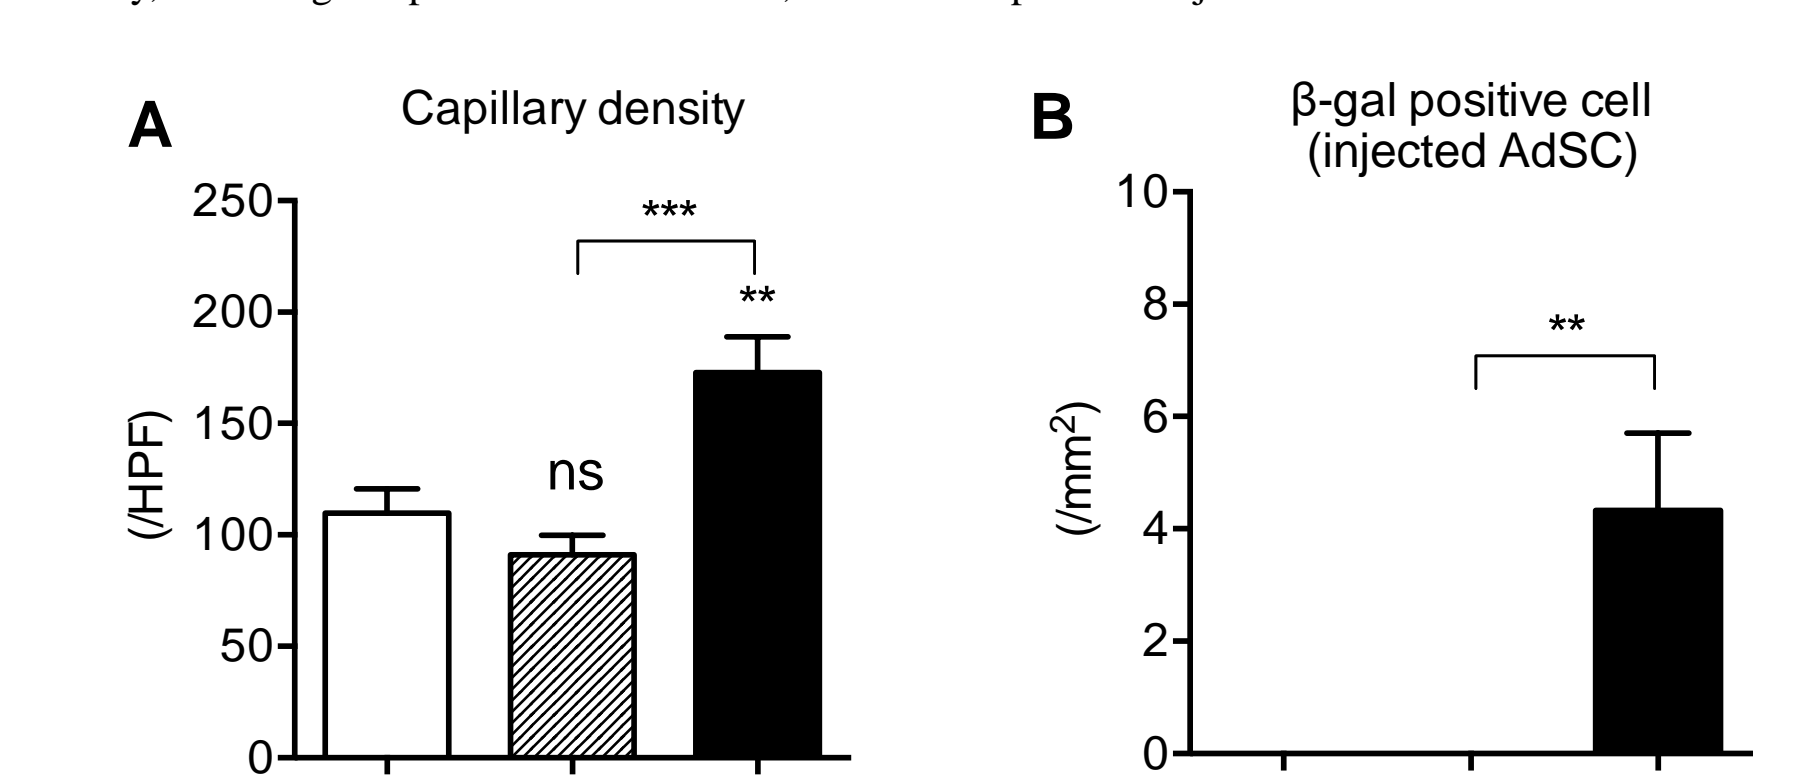 A
Capillary density
250
200
150
100
50
0
(/HPF)
***
**
ns
B
β-gal positive cell
(injected AdSC)
10
8
6
4
2
0
(/mm²)
**